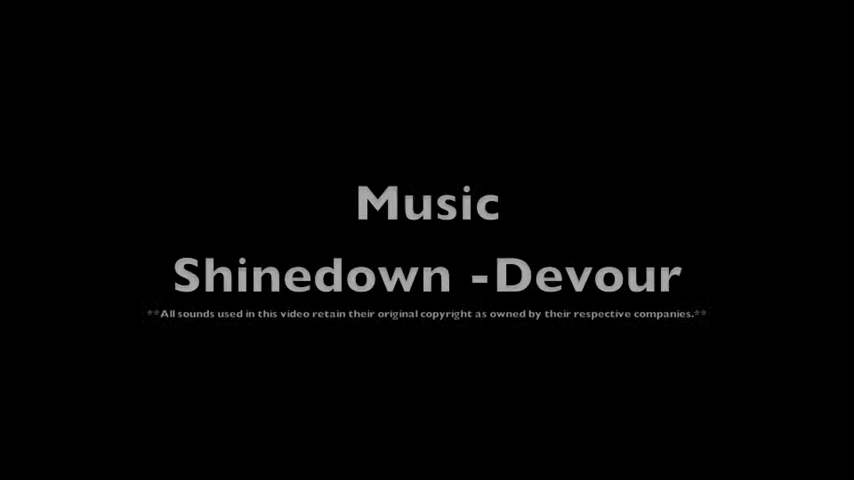 Music
Shinedown -Devour
**All sounds used in this video retain their original copyright as owned by their respective companies.**